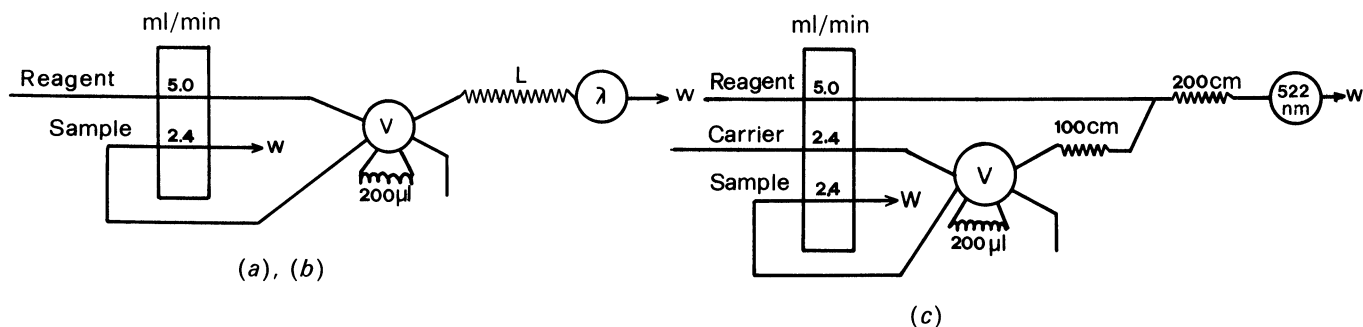 ml/min
Reagent
5.0
L
λ
W
Sample
2.4
W
V
200µl
(a), (b)
ml/min
Reagent
5.0
200cm
522
nm
W
Carrier
2.4
100cm
V
Sample
2,4
W
200µl
(c)